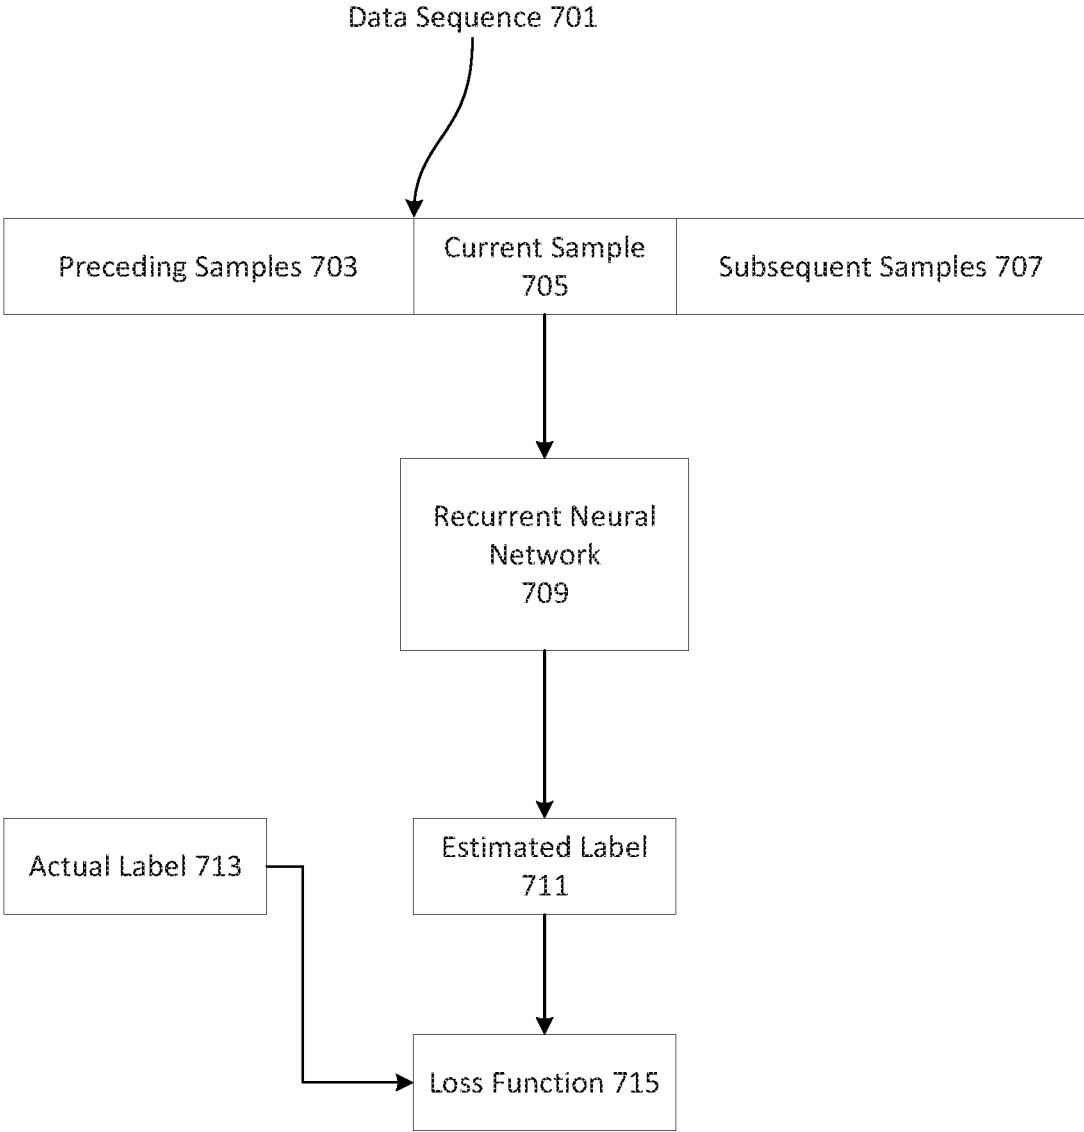 Data Sequence 701
Preceding Samples 703
Current Sample
705
Subsequent Samples 707
Recurrent Neural
Network
709
Actual Label 713
Estimated Label
711
Loss Function 715